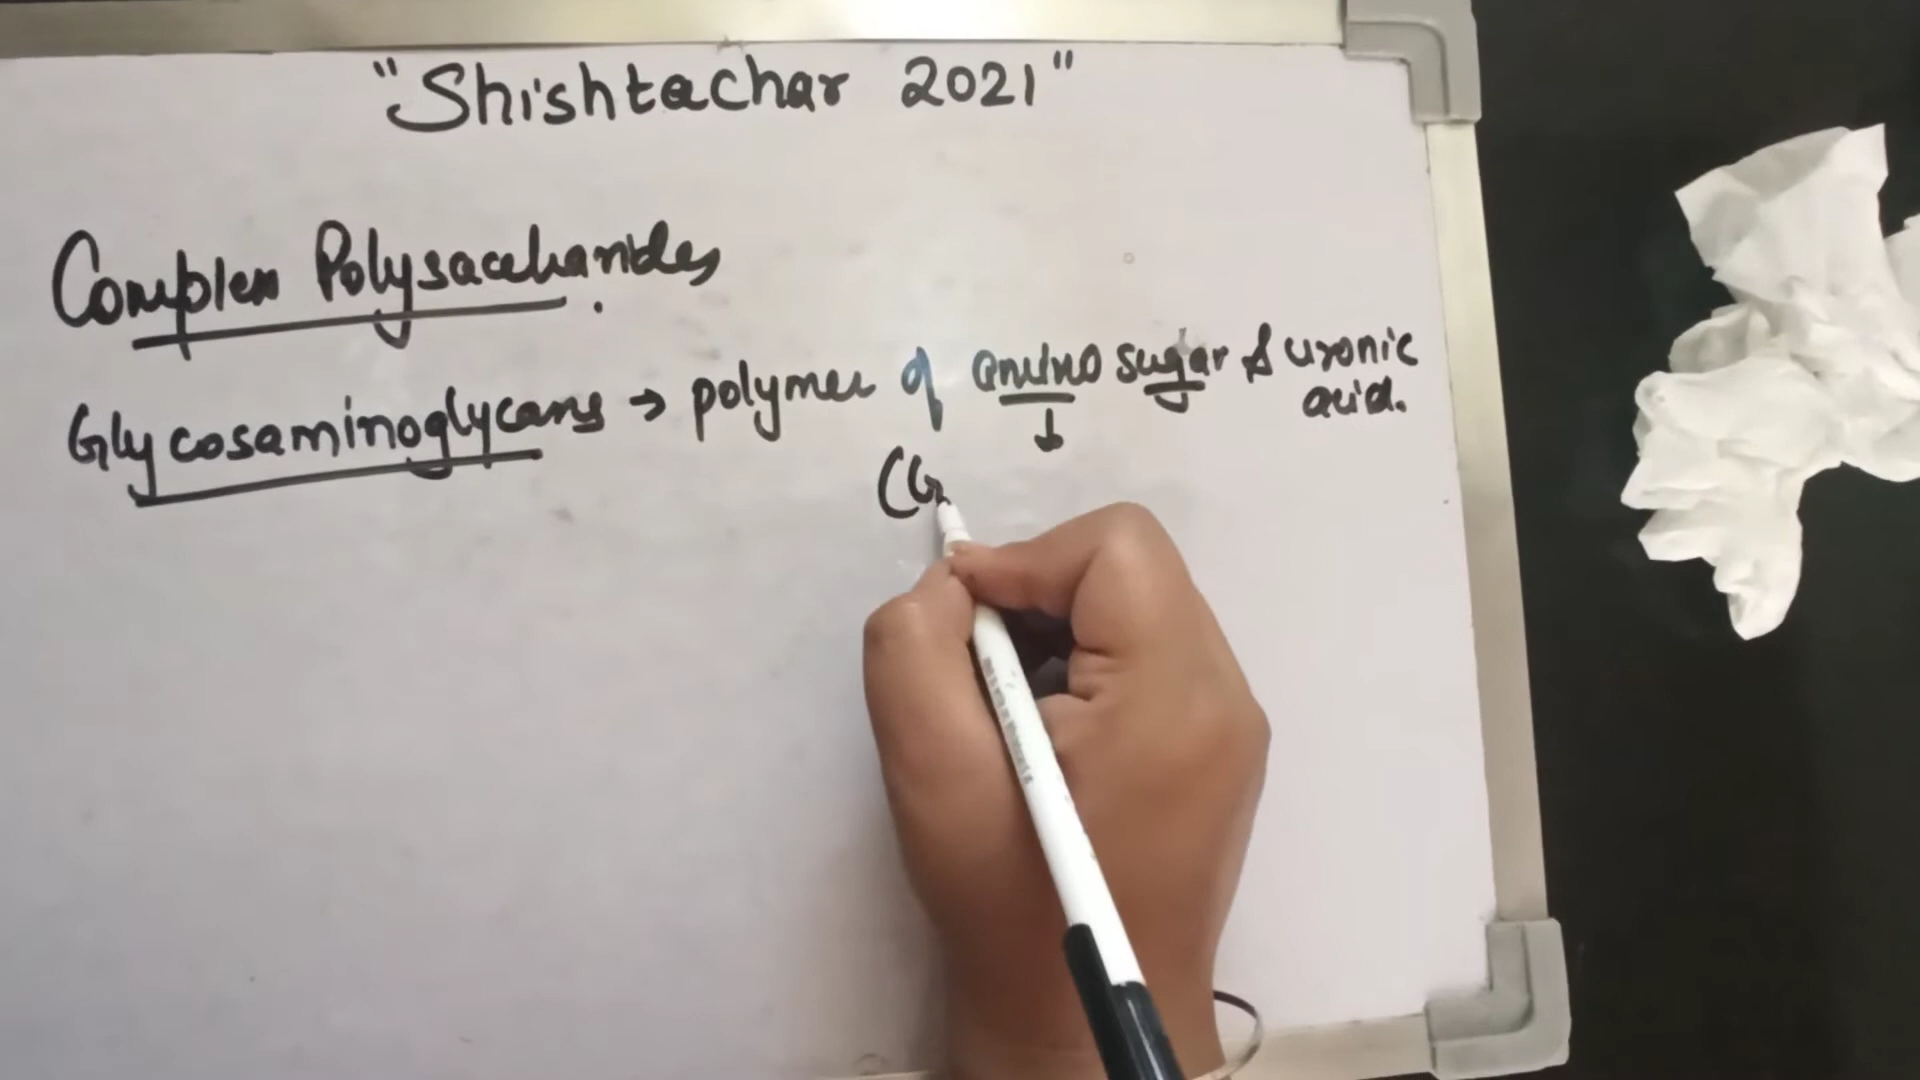 "Shishtachar 2021"
Complex Polysaccharides
Glycosaminoglycans → polymer of amino sugar & uronic
acid.
↓
(G